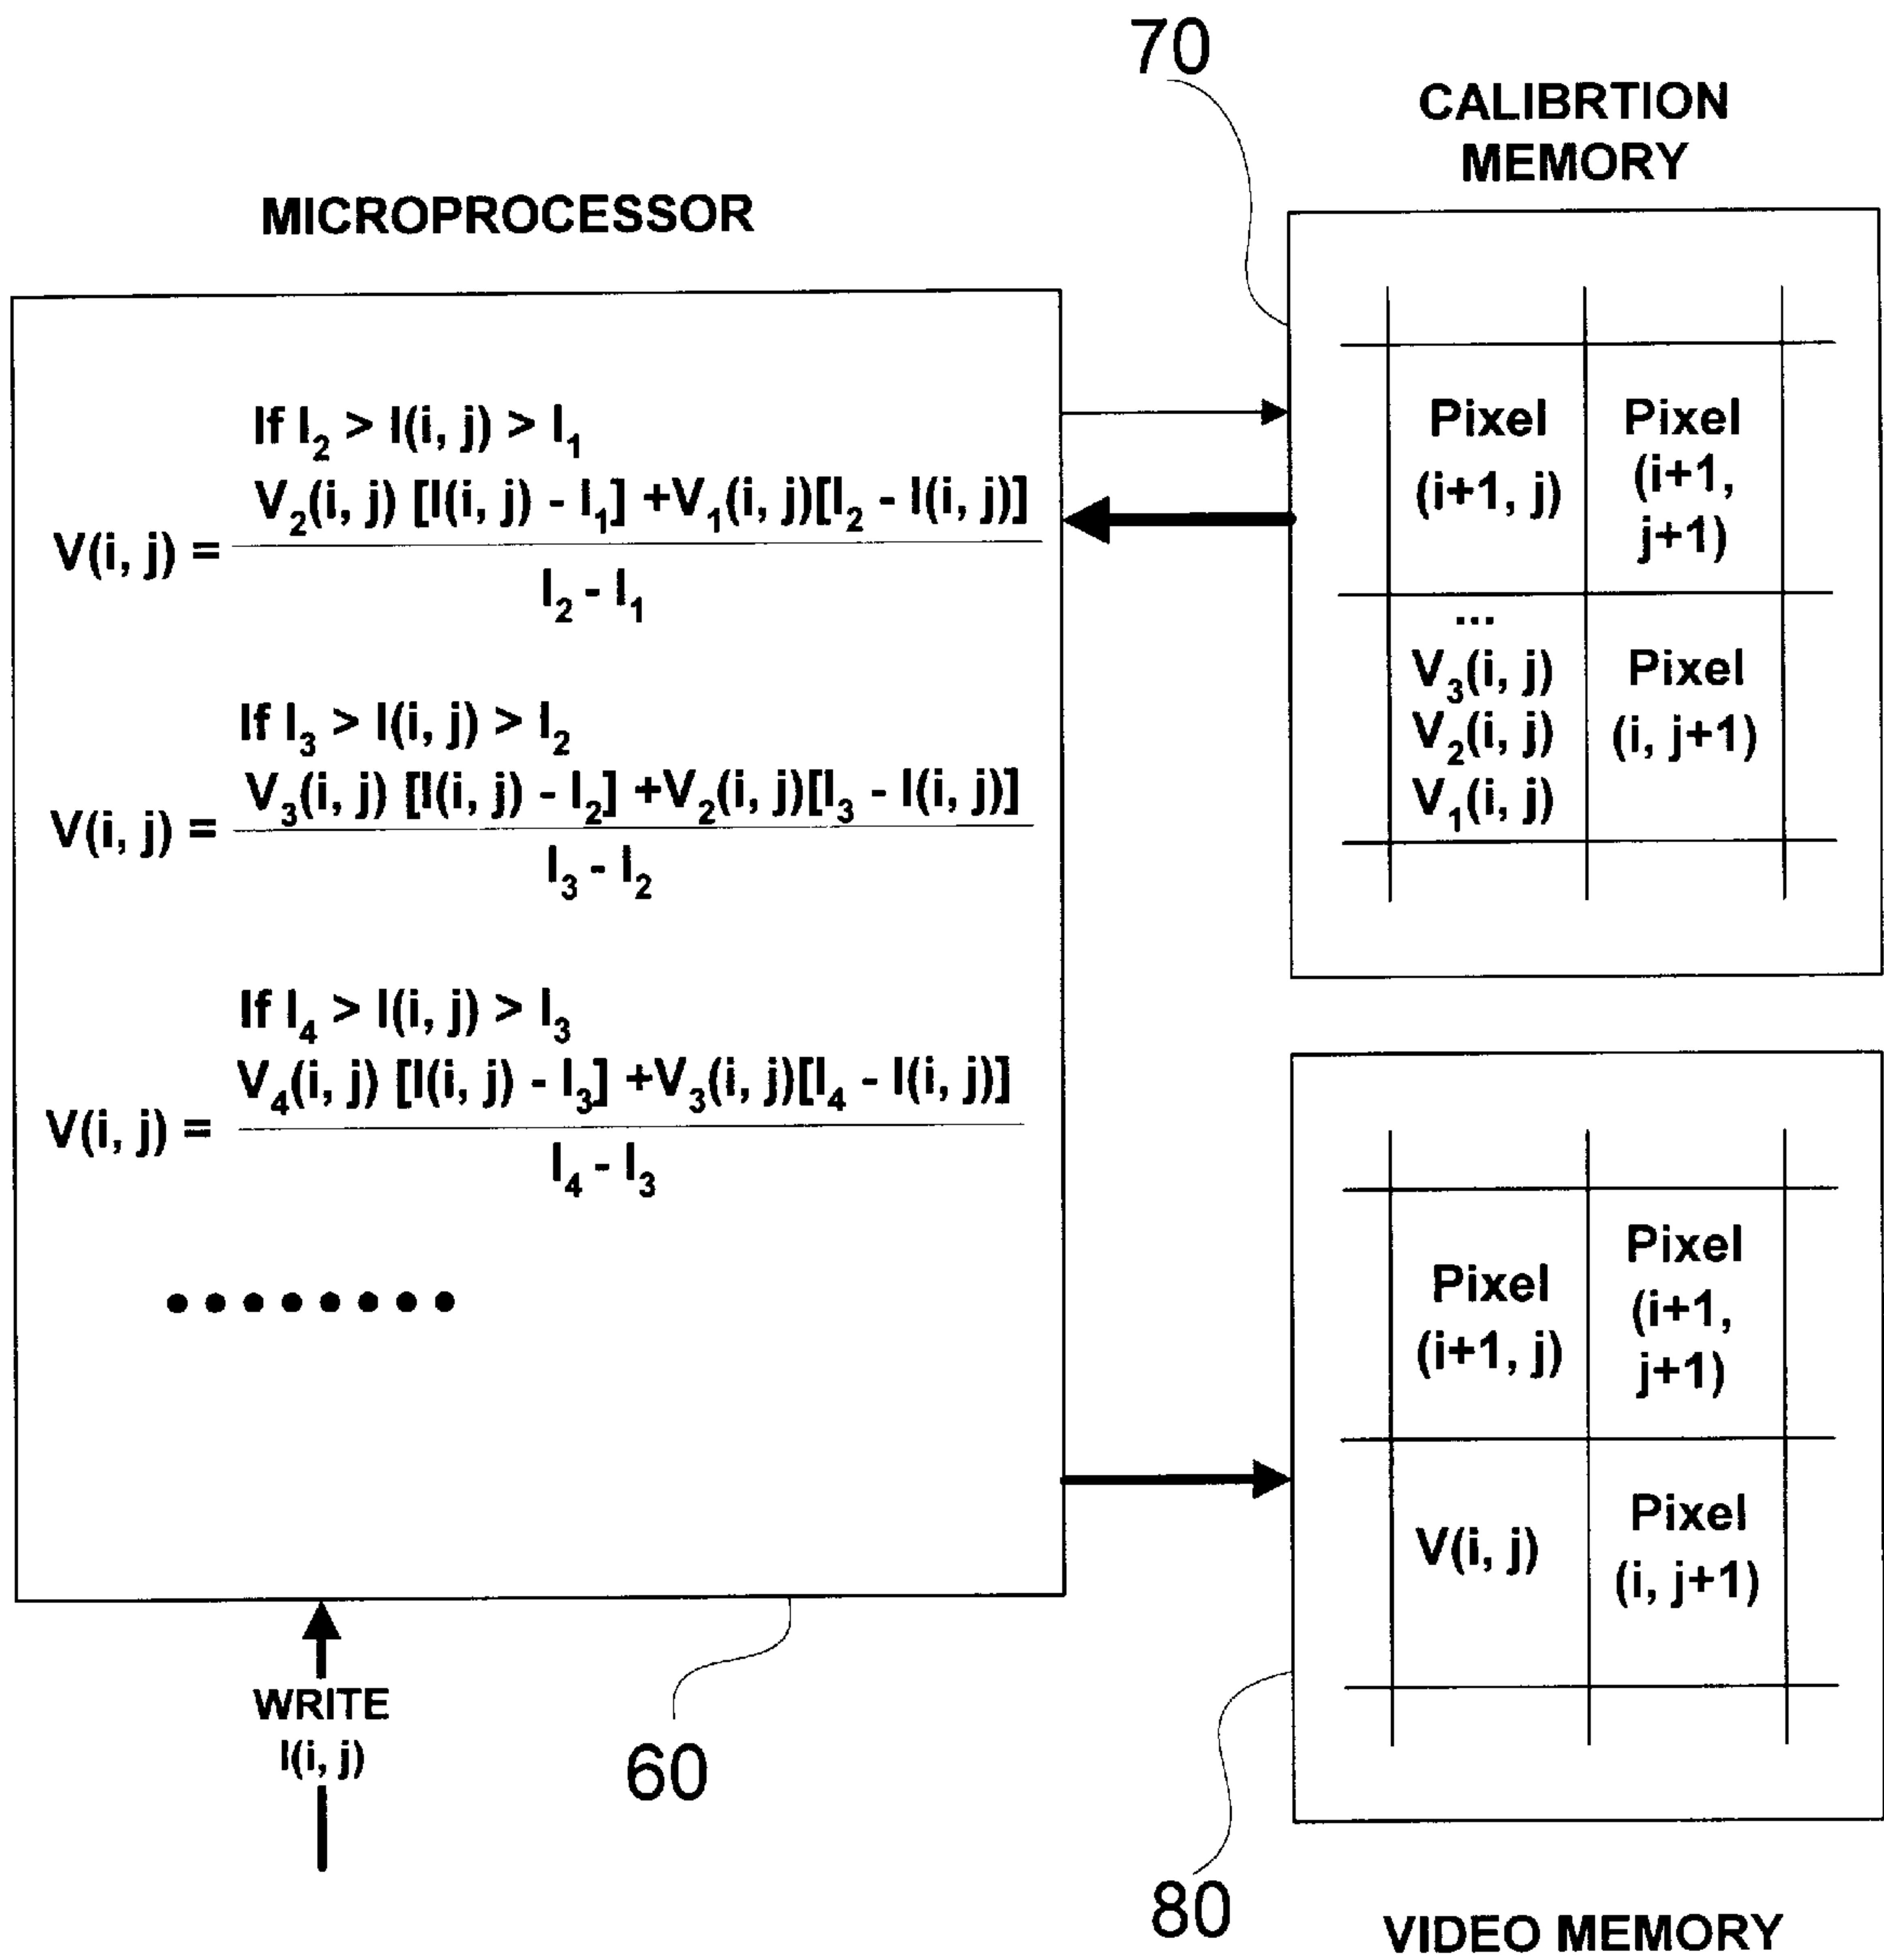 70
CALIBRTION
MEMORY
MICROPROCESSOR
If I₂ > I(i, j) > I₁
V₂(i, j) [I(i, j) - I₁] +V₁(i, j)[I₂ - I(i, j)]
V(i, j) =
I₂ - I₁
If I₃ > I(i, j) > I₂
V₃(i, j) [I(i, j) - I₂] +V₂(i, j)[I₃ - I(i, j)]
V(i, j) =
I₃ - I₂
If I₄ > I(i, j) > I₃
V₄(i, j) [I(i, j) - I₃] +V₃(i, j)[I₄ - I(i, j)]
V(i, j) =
I₄ - I₃
••••••••
WRITE
I(i, j)
60
Pixel
(i+1, j)
Pixel
(i+1,
j+1)
...
V₃(i, j)
V₂(i, j)
V₁(i, j)
Pixel
(i, j+1)
Pixel
(i+1, j)
Pixel
(i+1,
j+1)
V(i, j)
Pixel
(i, j+1)
80
VIDEO MEMORY